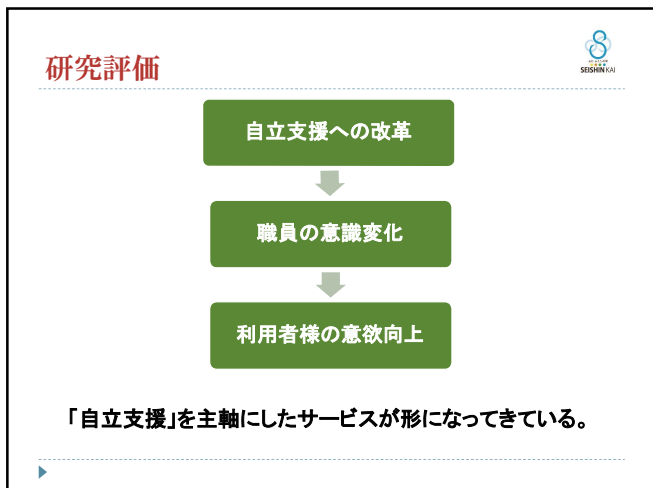 研究評価
SEISHIN KAI
自立支援への改革
職員の意識変化
利用者様の意欲向上
「自立支援」を主軸にしたサービスが形になってきている。